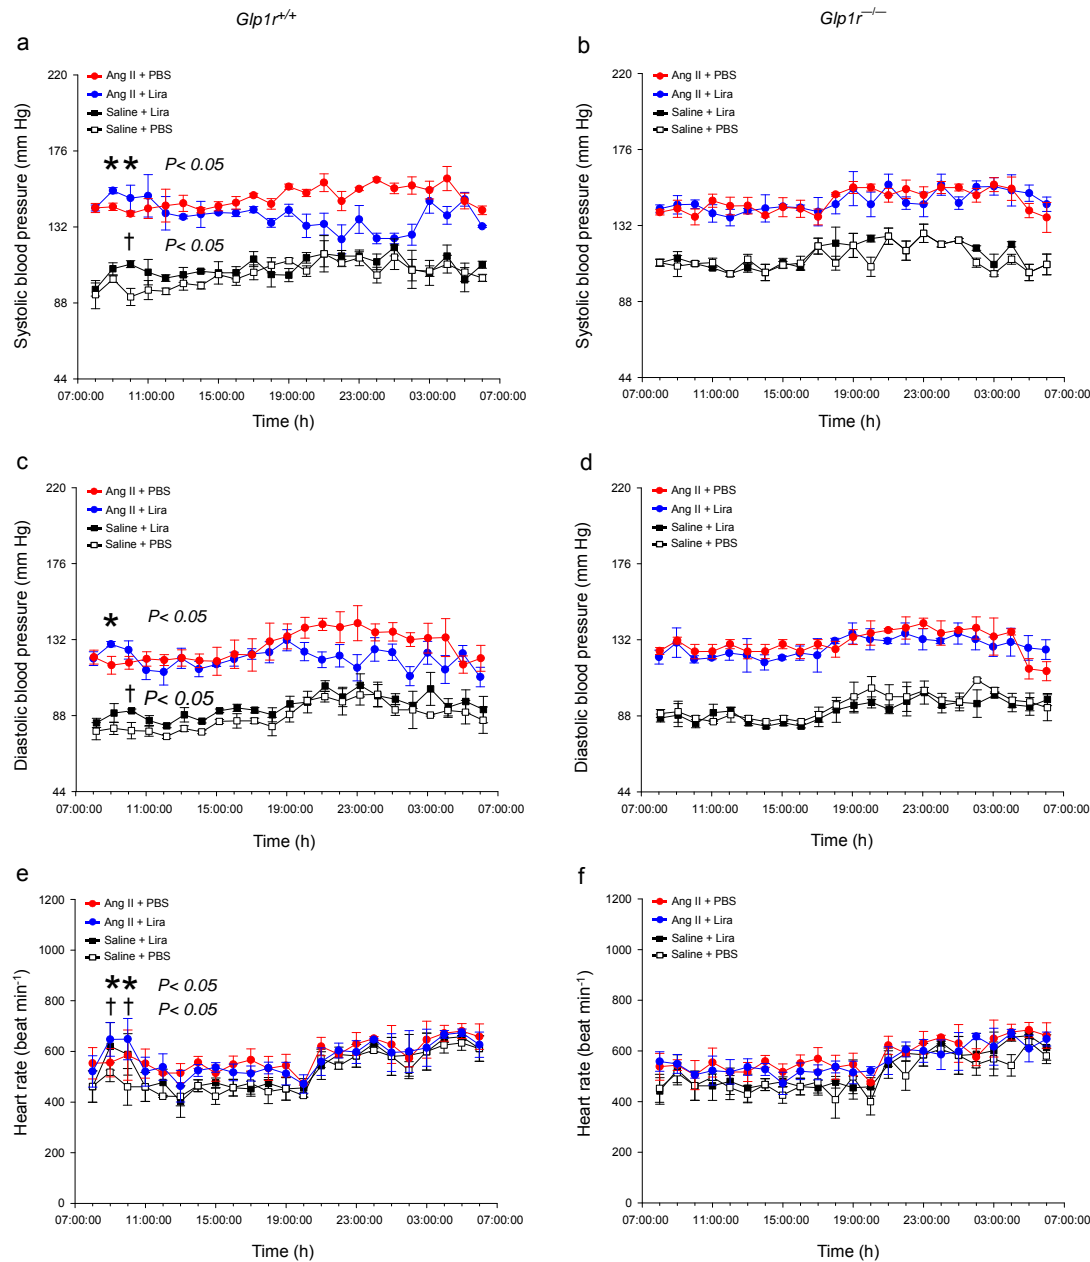 Glp1r+/+
Glp1r—/—
a
Ang II + PBS
Ang II + Lira
Saline + Lira
Saline + PBS
** P< 0.05
† P< 0.05
Systolic blood pressure (mm Hg)
220
176
132
88
44
07:00:00 11:00:00 15:00:00 19:00:00 23:00:00 03:00:00 07:00:00
Time (h)
b
Ang II + PBS
Ang II + Lira
Saline + Lira
Saline + PBS
Systolic blood pressure (mm Hg)
220
176
132
88
44
07:00:00 11:00:00 15:00:00 19:00:00 23:00:00 03:00:00 07:00:00
Time (h)
c
Ang II + PBS
Ang II + Lira
Saline + Lira
Saline + PBS
* P< 0.05
† P< 0.05
Diastolic blood pressure (mm Hg)
220
176
132
88
44
07:00:00 11:00:00 15:00:00 19:00:00 23:00:00 03:00:00 07:00:00
Time (h)
d
Ang II + PBS
Ang II + Lira
Saline + Lira
Saline + PBS
Diastolic blood pressure (mm Hg)
220
176
132
88
44
07:00:00 11:00:00 15:00:00 19:00:00 23:00:00 03:00:00 07:00:00
Time (h)
e
Ang II + PBS
Ang II + Lira
Saline + Lira
Saline + PBS
** P< 0.05
†† P< 0.05
Heart rate (beat min-1)
1200
1000
800
600
400
200
0
07:00:00 11:00:00 15:00:00 19:00:00 23:00:00 03:00:00 07:00:00
Time (h)
f
Ang II + PBS
Ang II + Lira
Saline + Lira
Saline + PBS
Heart rate (beat min-1)
1200
1000
800
600
400
200
0
07:00:00 11:00:00 15:00:00 19:00:00 23:00:00 03:00:00 07:00:00
Time (h)